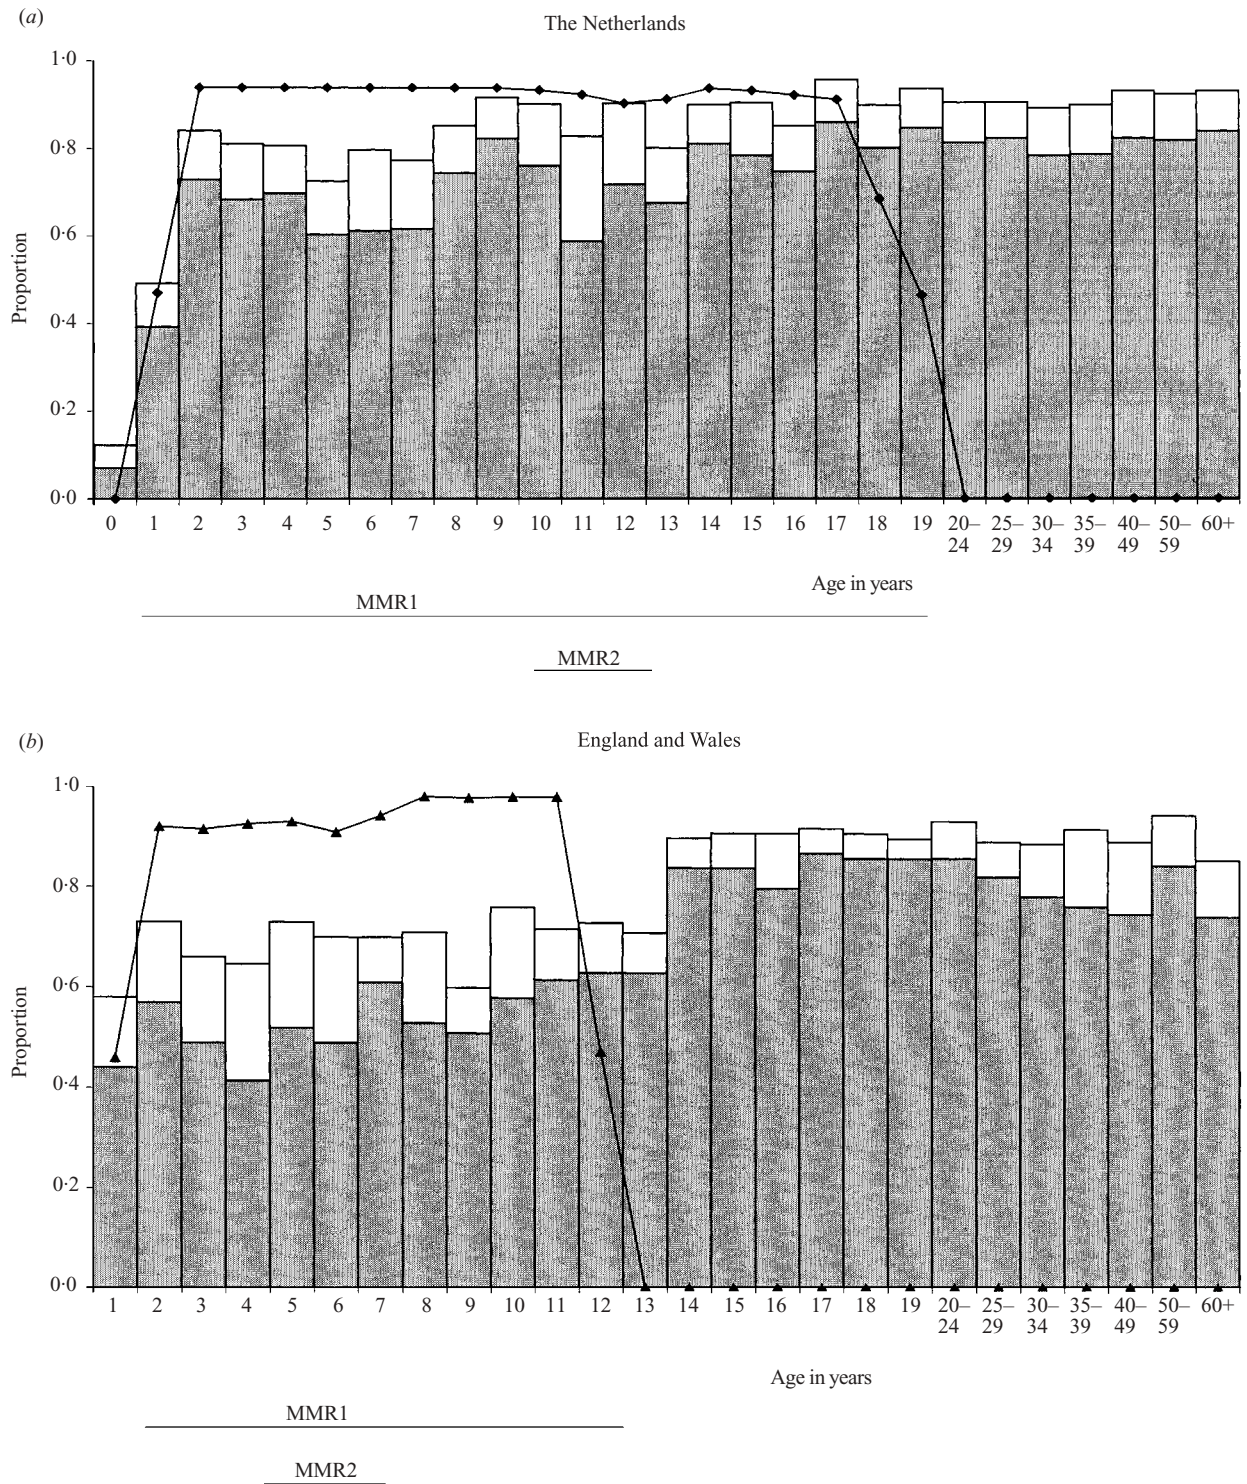 (a)
The Netherlands
1·0
0·8
0·6
0·4
0·2
0·0
Proportion
0 1 2 3 4 5 6 7 8 9 10 11 12 13 14 15 16 17 18 19 20– 25– 30– 35– 40– 50– 60+
24 29 34 39 49 59
Age in years
MMR1
MMR2
(b)
England and Wales
1·0
0·8
0·6
0·4
0·2
0·0
Proportion
1 2 3 4 5 6 7 8 9 10 11 12 13 14 15 16 17 18 19 20– 25– 30– 35– 40– 50– 60+
24 29 34 39 49 59
Age in years
MMR1
MMR2